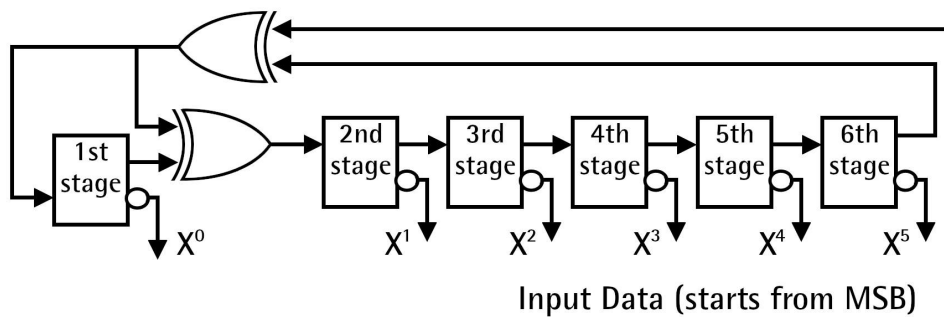 1st
stage
2nd
stage
3rd
stage
4th
stage
5th
stage
6th
stage
X⁰
X¹
X²
X³
X⁴
X⁵
Input Data (starts from MSB)